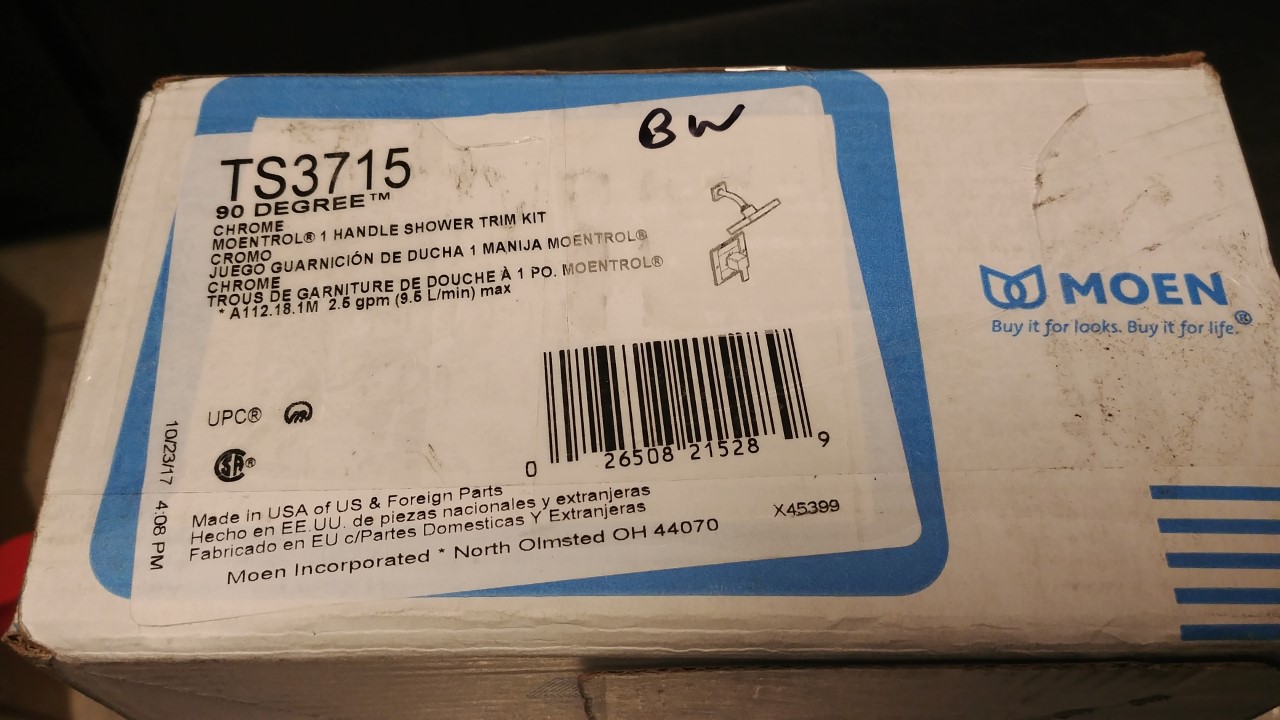 BW
TS3715
90 DEGREE™
CHROME
MOENTROL® 1 HANDLE SHOWER TRIM KIT
CROMO
JUEGO GUARNICIÓN DE DUCHA 1 MANIJA MOENTROL®
CHROME
TROUS DE GARNITURE DE DOUCHE À 1 PO. MOENTROL®
* A112.18.1M 2.5 gpm (9.5 L/min) max
UPC®
SA®
0 26508 21528 9
10/23/17 4:08 PM
Made in USA of US & Foreign Parts
Hecho en EE.UU. de piezas nacionales y extranjeras
Fabricado en EU c/Partes Domesticas Y Extranjeras
X45399
Moen Incorporated * North Olmsted OH 44070
MOEN
Buy it for looks. Buy it for life.®